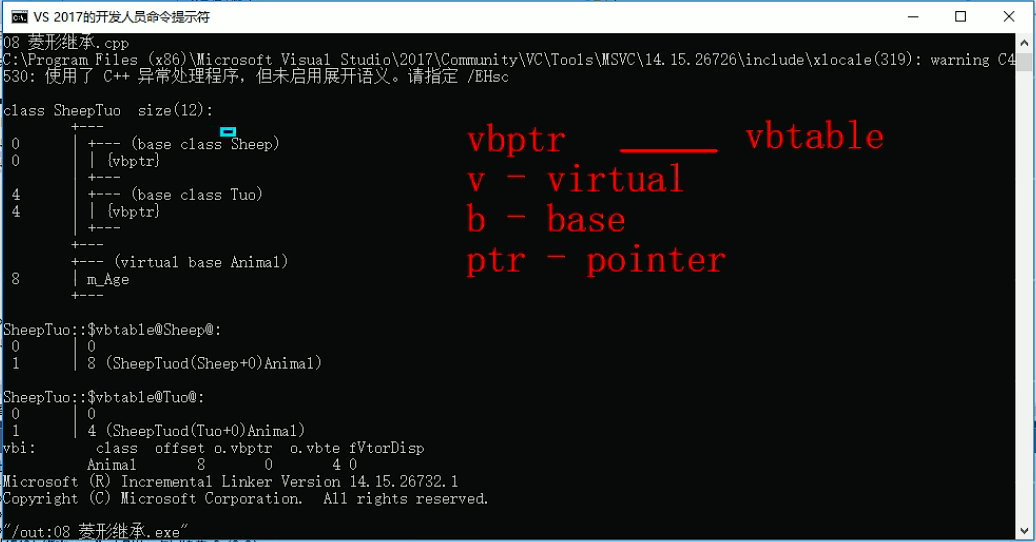 VS 2017的开发人员命令提示符
08 菱形继承.cpp
C:\Program Files (x86)\Microsoft Visual Studio\2017\Community\VC\Tools\MSVC\14.15.26726\include\xlocale(319): warning C4
530: 使用了 C++ 异常处理程序，但未启用展开语义。请指定 /EHsc
class SheepTuo  size(12):
+---
0 | +--- (base class Sheep)
0 | | {vbptr}
| +---
4 | +--- (base class Tuo)
4 | | {vbptr}
| +---
+---
+--- (virtual base Animal)
8 | m_Age
+---
vbptr ____ vbtable
v - virtual
b - base
ptr - pointer
SheepTuo::$vbtable@Sheep@:
0 | 0
1 | 8 (SheepTuod(Sheep+0)Animal)
SheepTuo::$vbtable@Tuo@:
0 | 0
1 | 4 (SheepTuod(Tuo+0)Animal)
vbi: class offset o.vbptr o.vbte fVtorDisp
Animal 8 0 4 0
Microsoft (R) Incremental Linker Version 14.15.26732.1
Copyright (C) Microsoft Corporation.  All rights reserved.
"/out:08 菱形继承.exe"